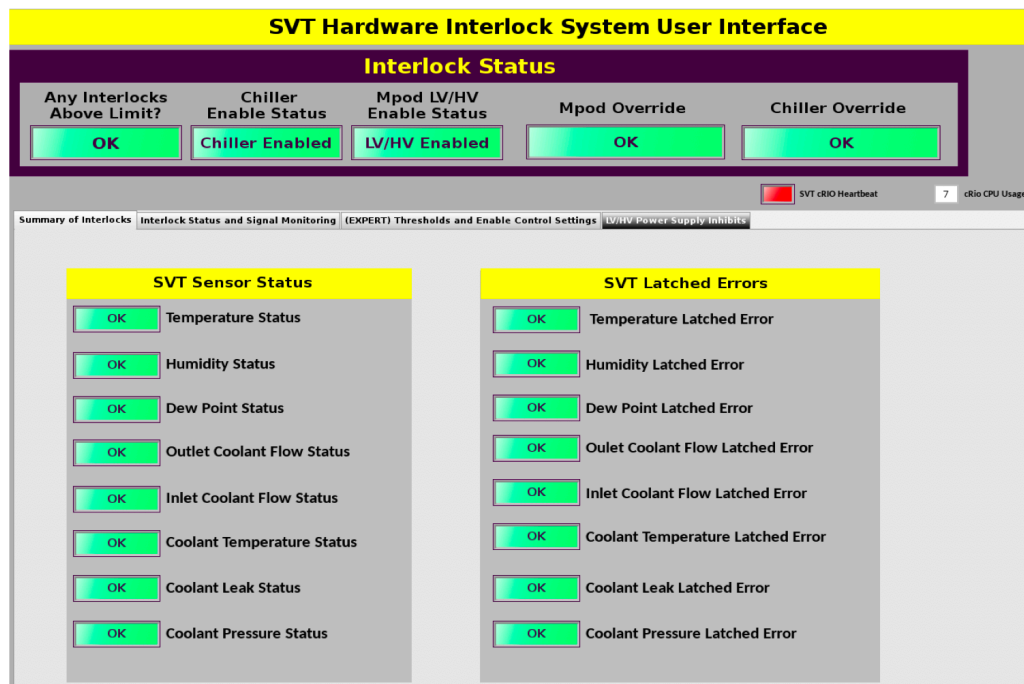 SVT Hardware Interlock System User Interface
Interlock Status
Any Interlocks
Above Limit?
OK
Chiller
Enable Status
Chiller Enabled
Mpod LV/HV
Enable Status
LV/HV Enabled
Mpod Override
OK
Chiller Override
OK
SVT cRIO Heartbeat
7 cRio CPU Usage
Summary of Interlocks
Interlock Status and Signal Monitoring
(EXPERT) Thresholds and Enable Control Settings
LV/HV Power Supply Inhibits
SVT Sensor Status
OK Temperature Status
OK Humidity Status
OK Dew Point Status
OK Outlet Coolant Flow Status
OK Inlet Coolant Flow Status
OK Coolant Temperature Status
OK Coolant Leak Status
OK Coolant Pressure Status
SVT Latched Errors
OK Temperature Latched Error
OK Humidity Latched Error
OK Dew Point Latched Error
OK Oulet Coolant Flow Latched Error
OK Inlet Coolant Flow Latched Error
OK Coolant Temperature Latched Error
OK Coolant Leak Latched Error
OK Coolant Pressure Latched Error